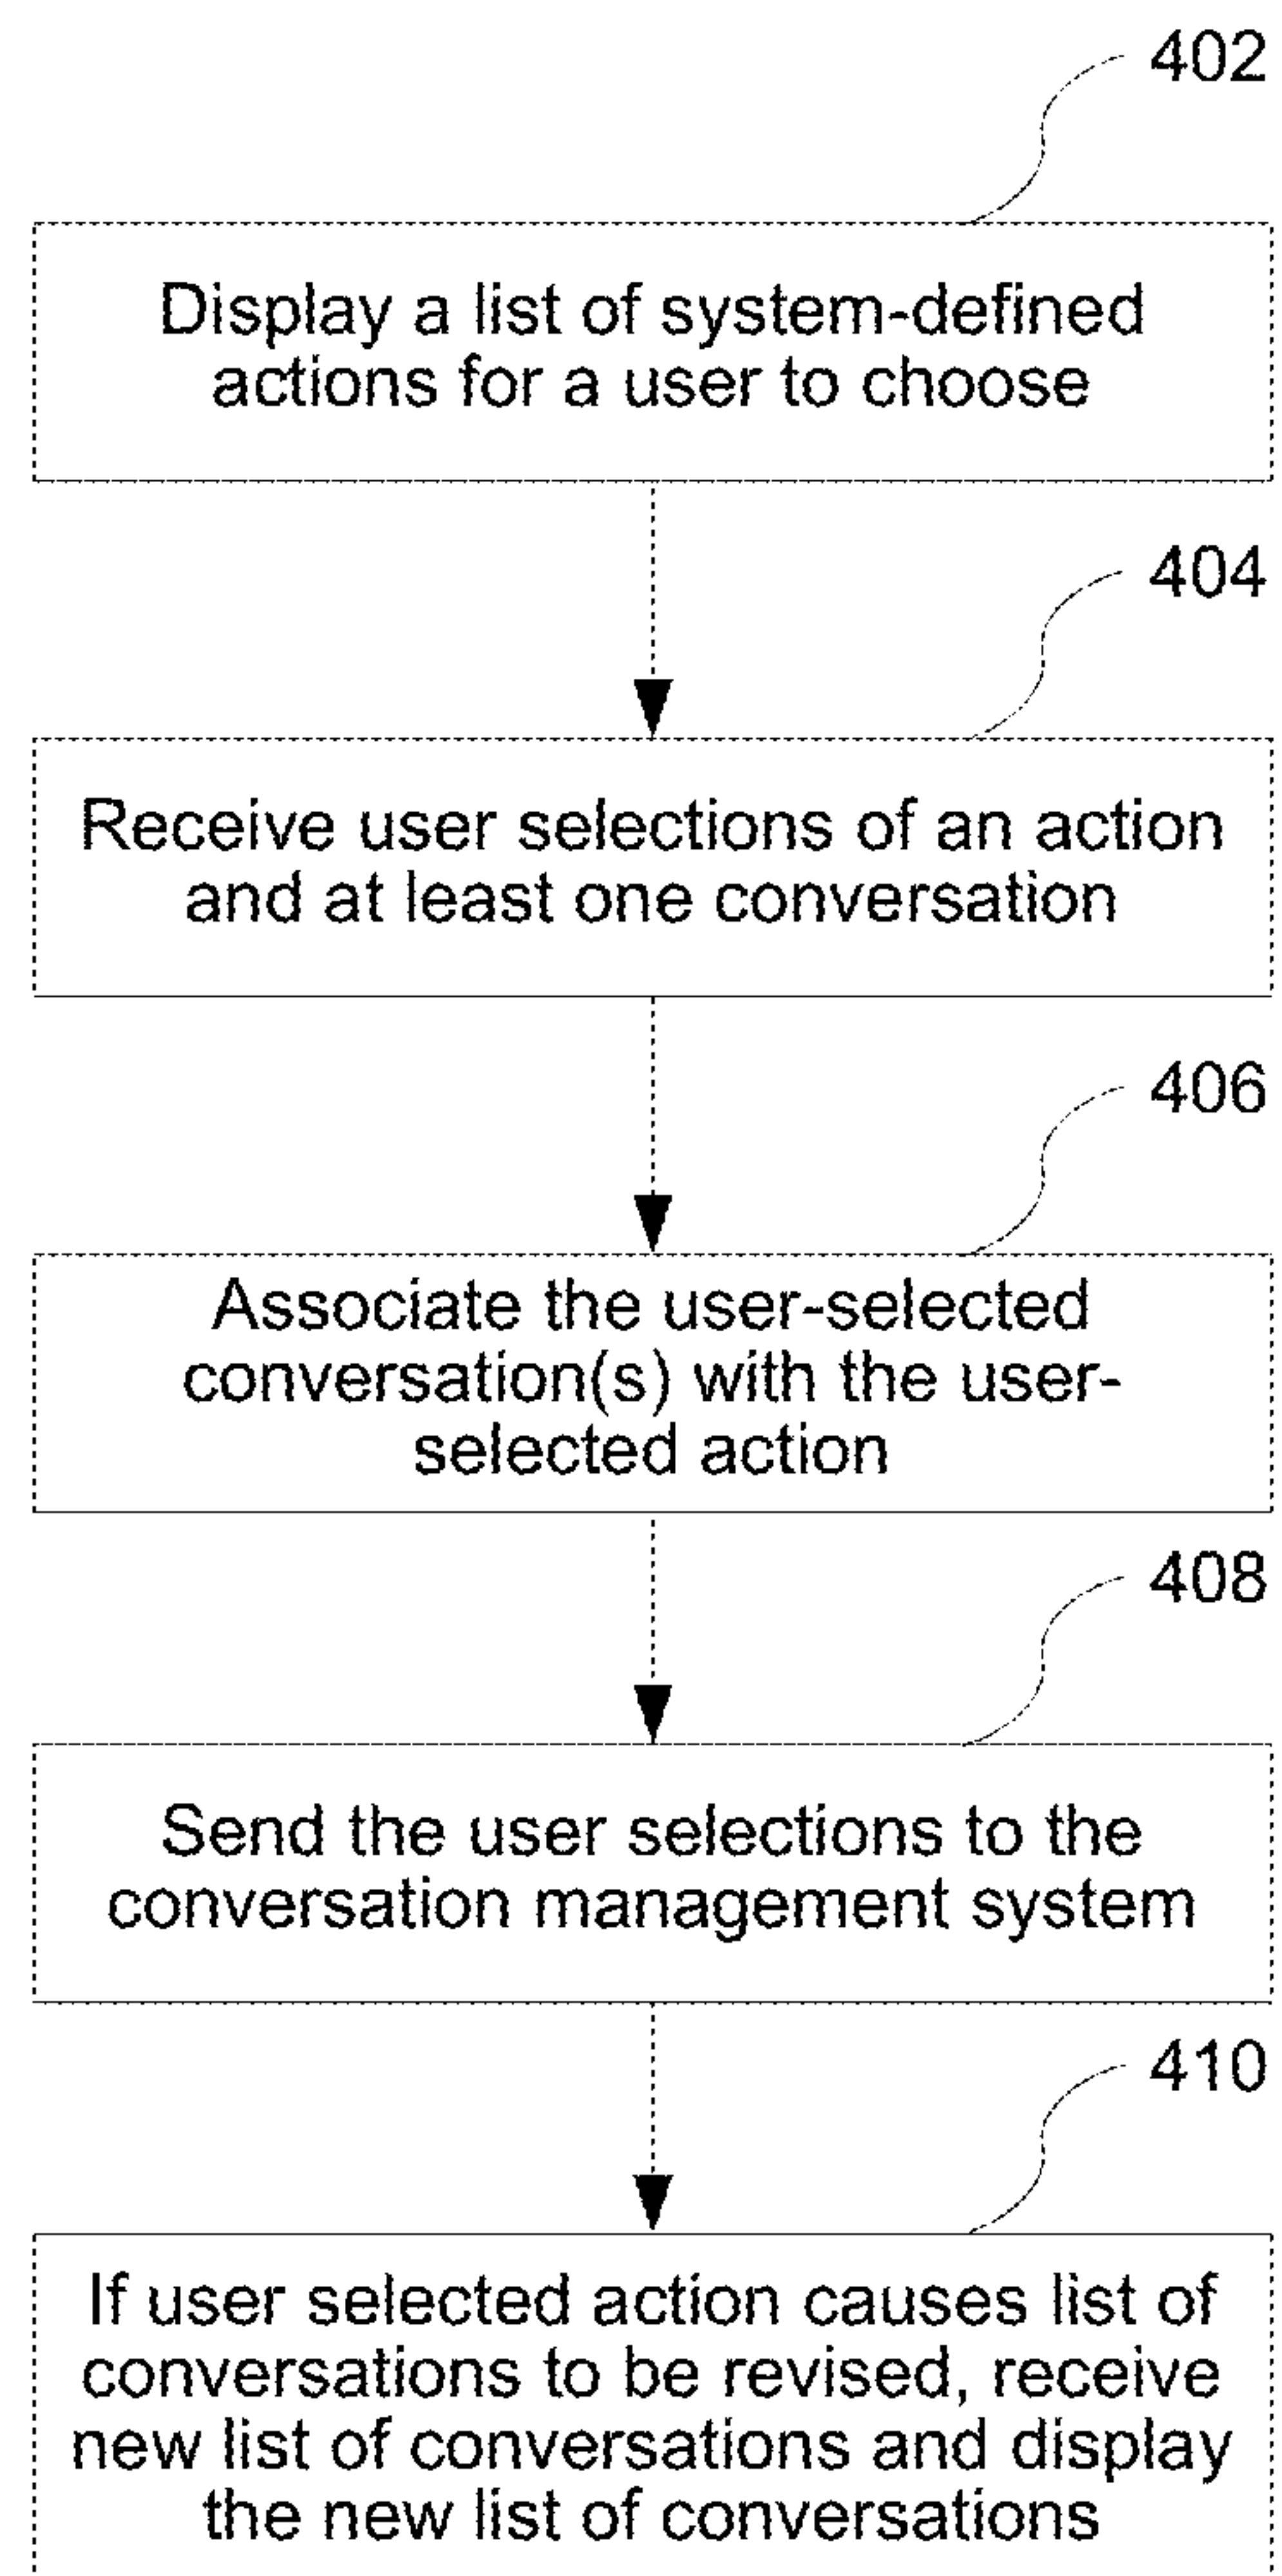 402
Display a list of system-defined
actions for a user to choose
404
Receive user selections of an action
and at least one conversation
406
Associate the user-selected
conversation(s) with the user-
selected action
408
Send the user selections to the
conversation management system
410
If user selected action causes list of
conversations to be revised, receive
new list of conversations and display
the new list of conversations